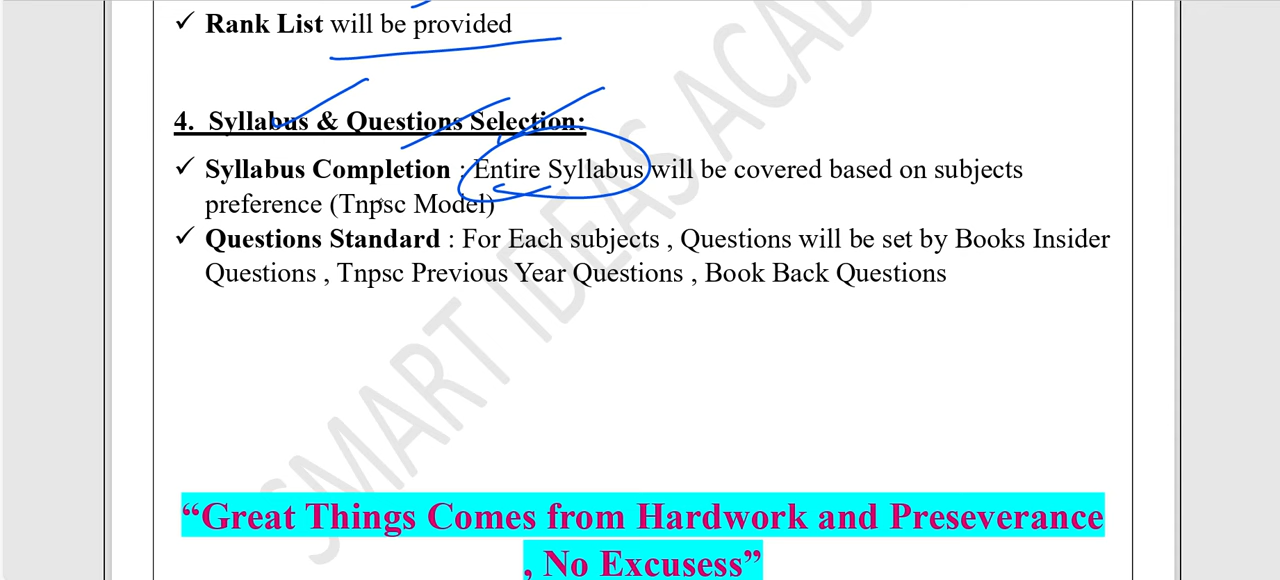 ✓ Rank List will be provided
4. Syllabus & Questions Selection:
✓ Syllabus Completion : Entire Syllabus will be covered based on subjects
preference (Tnpsc Model)
✓ Questions Standard : For Each subjects , Questions will be set by Books Insider
Questions , Tnpsc Previous Year Questions , Book Back Questions
SMART IDEAS ACAD
“Great Things Comes from Hardwork and Preseverance
, No Excusess”